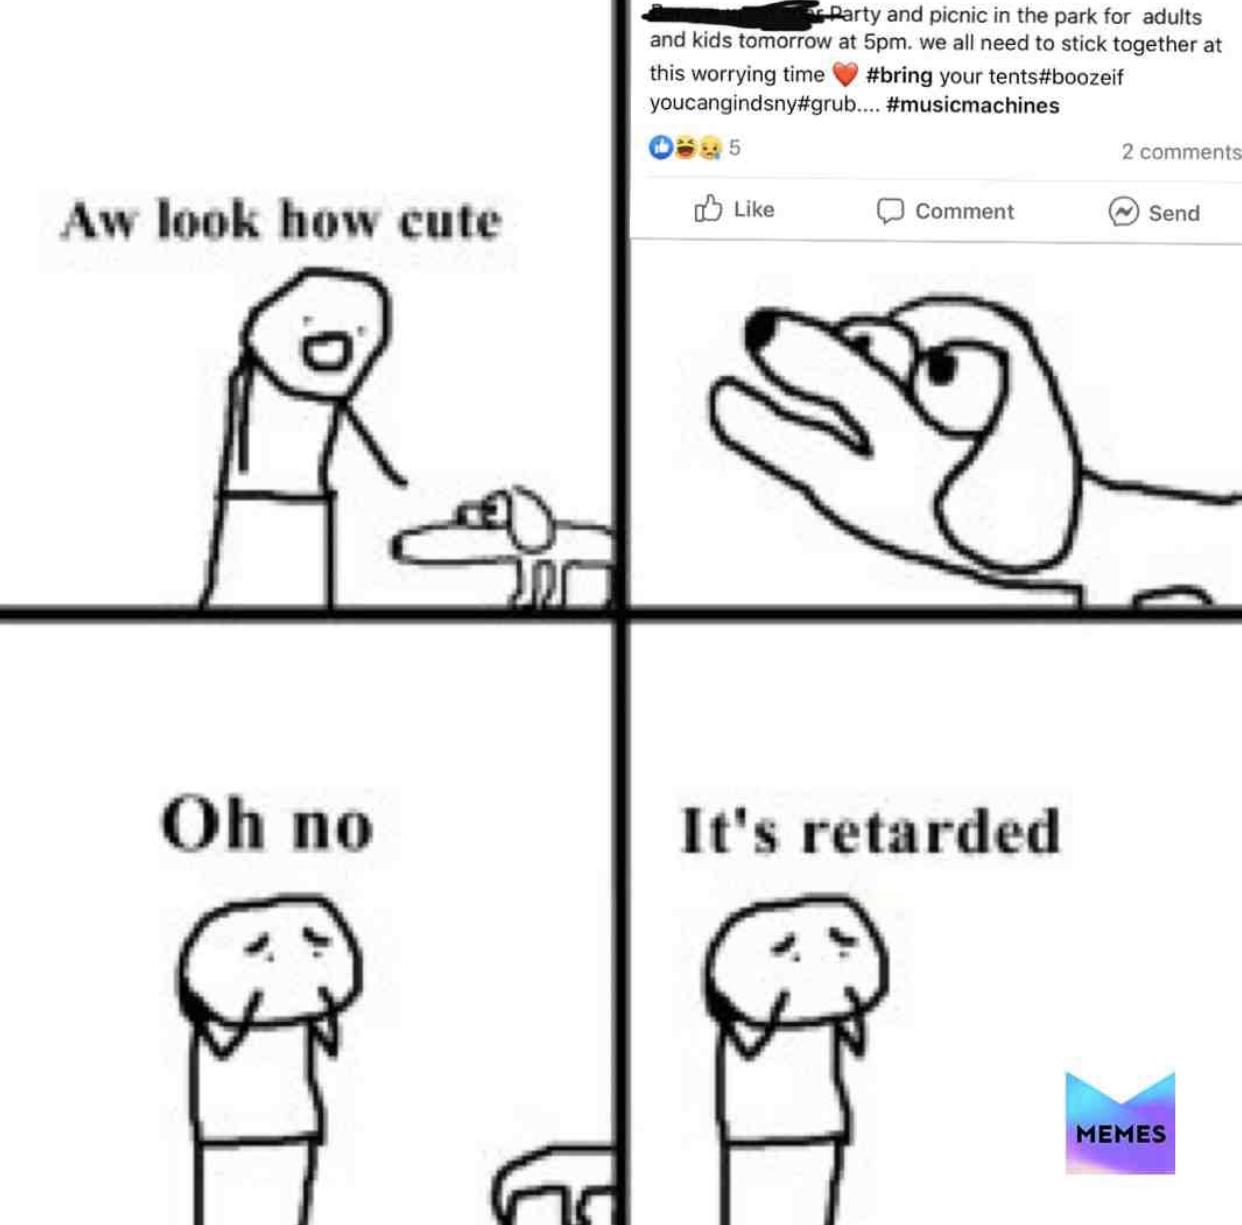 Aw look how cute
Party and picnic in the park for adults
and kids tomorrow at 5pm. we all need to stick together at
this worrying time ❤️ #bring your tents#boozeif
youcangindsny#grub.... #musicmachines
5
2 comments
Like
Comment
Send
Oh no
It's retarded
MEMES